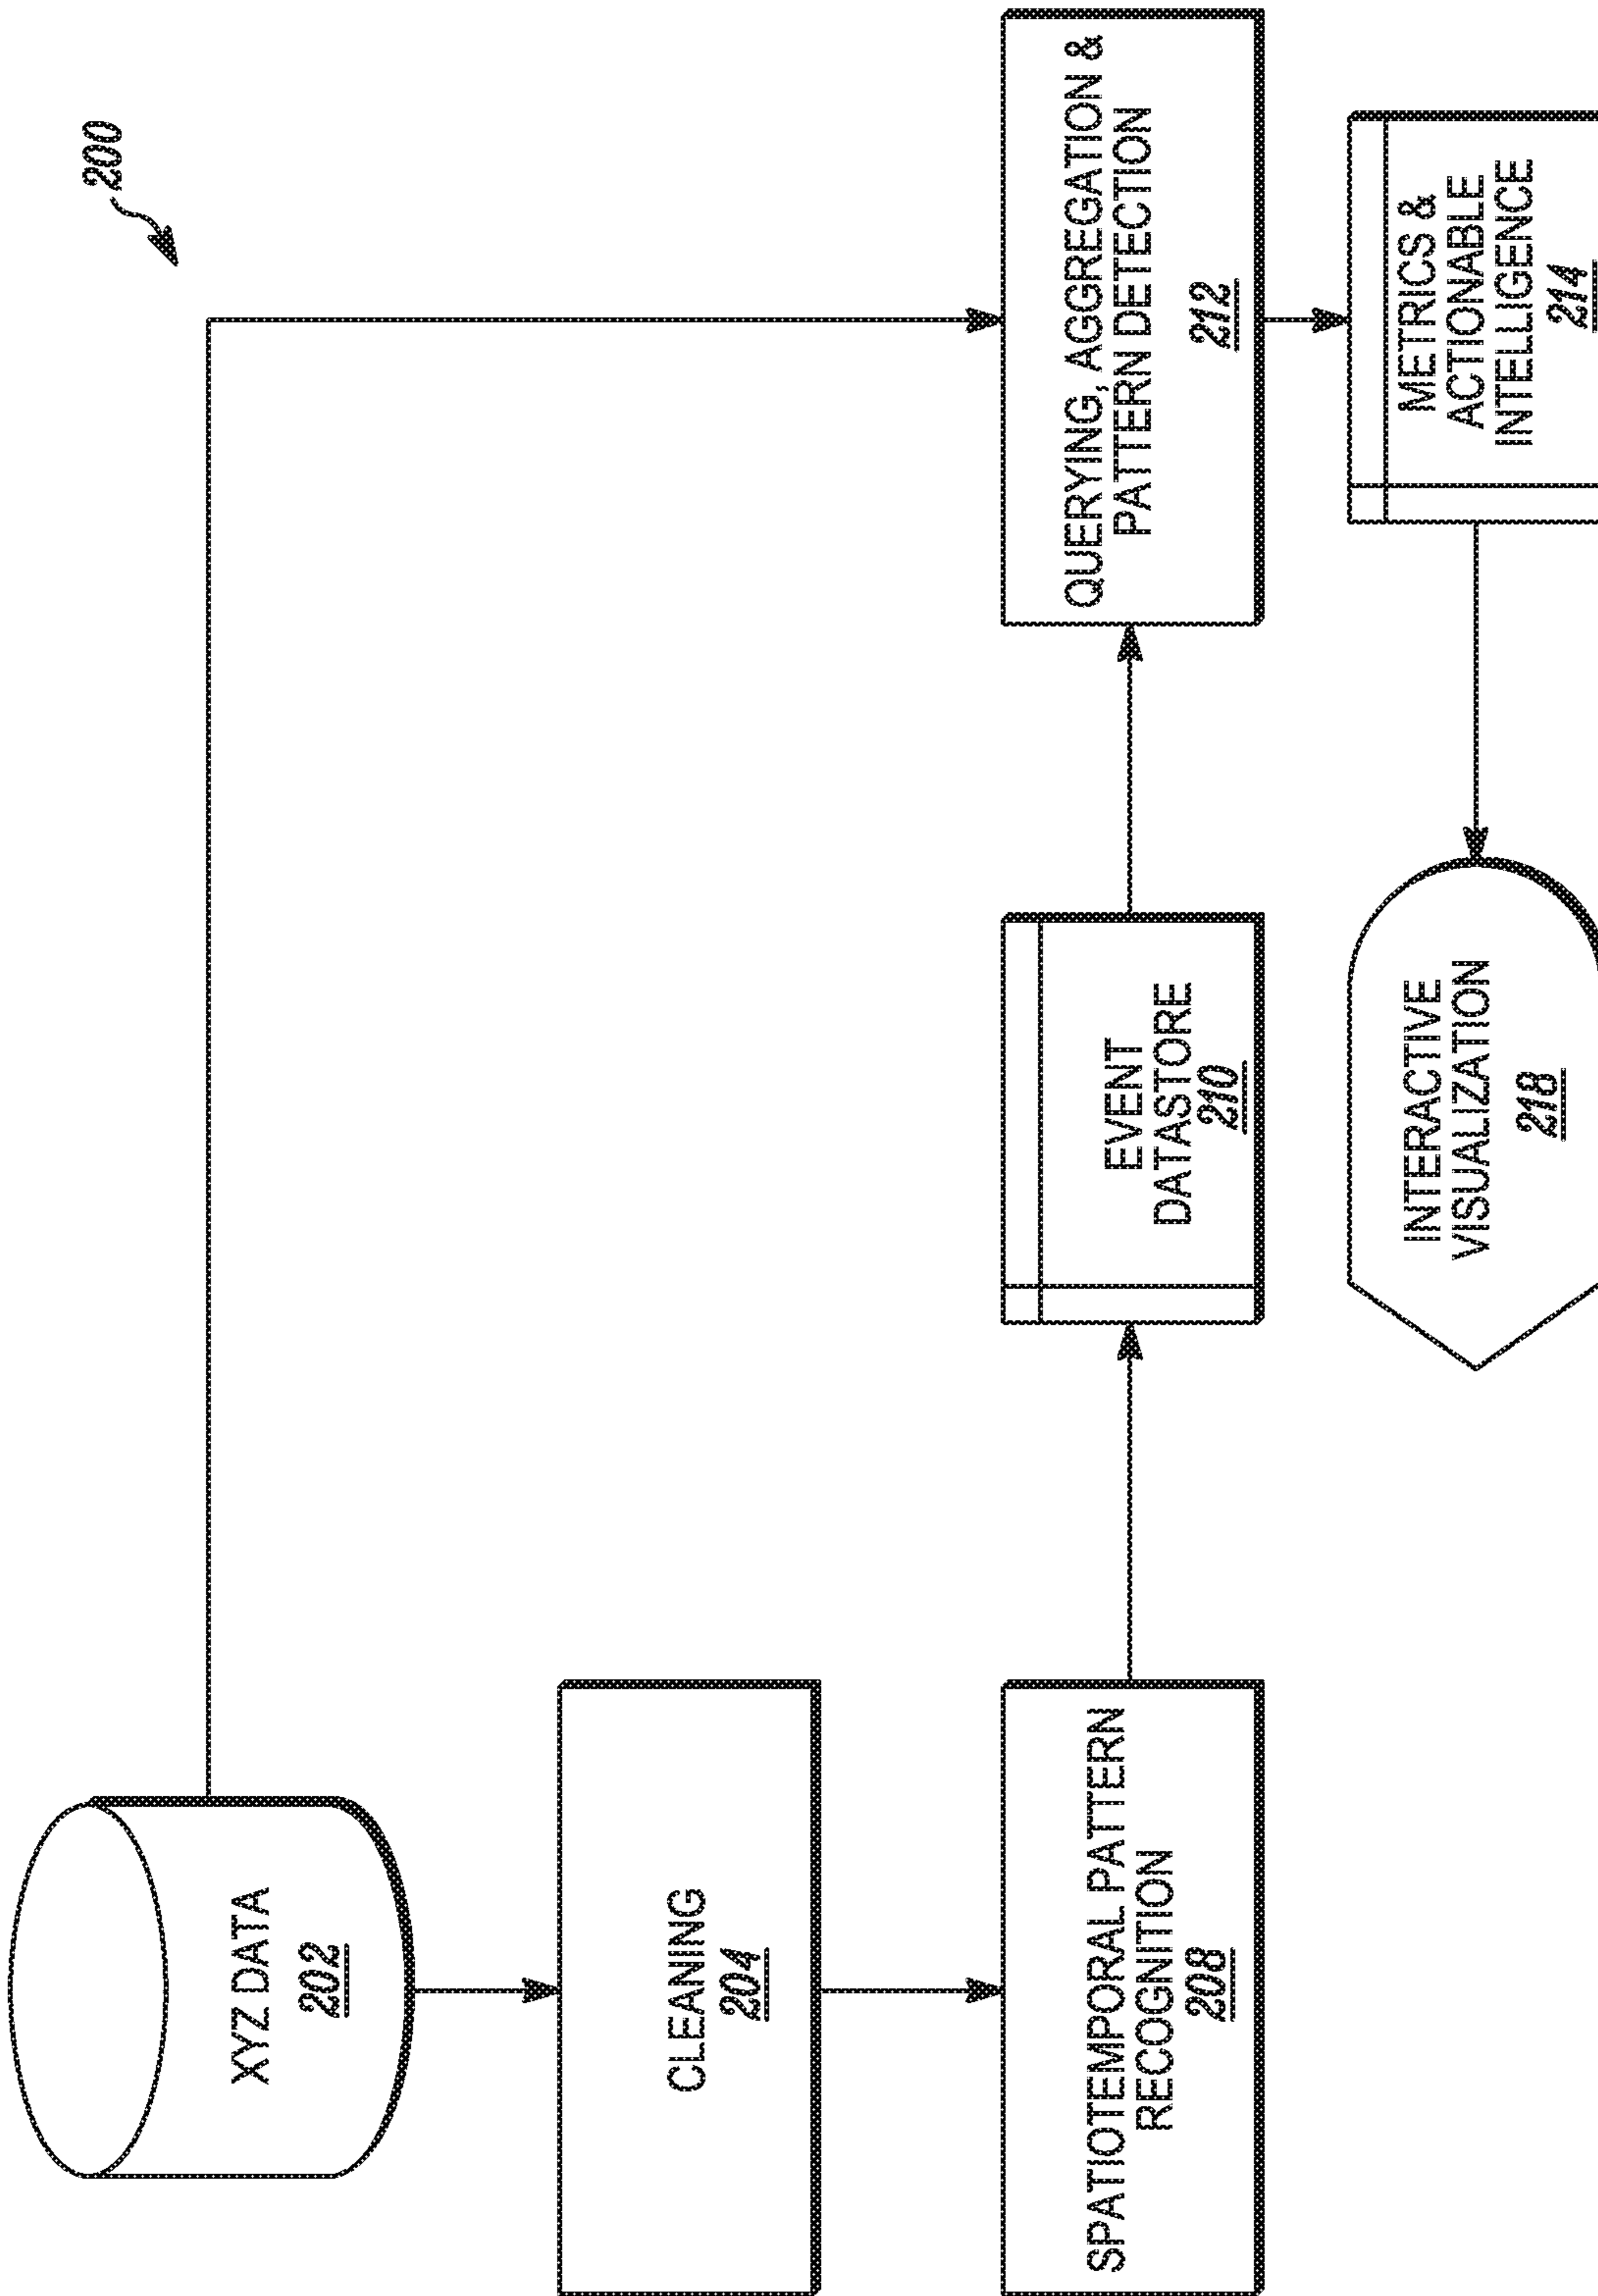 200
XYZ DATA
202
CLEANING
204
SPATIOTEMPORAL PATTERN
RECOGNITION
208
EVENT
DATASTORE
210
QUERYING, AGGREGATION &
PATTERN DETECTION
212
INTERACTIVE
VISUALIZATION
218
METRICS &
ACTIONABLE
INTELLIGENCE
214